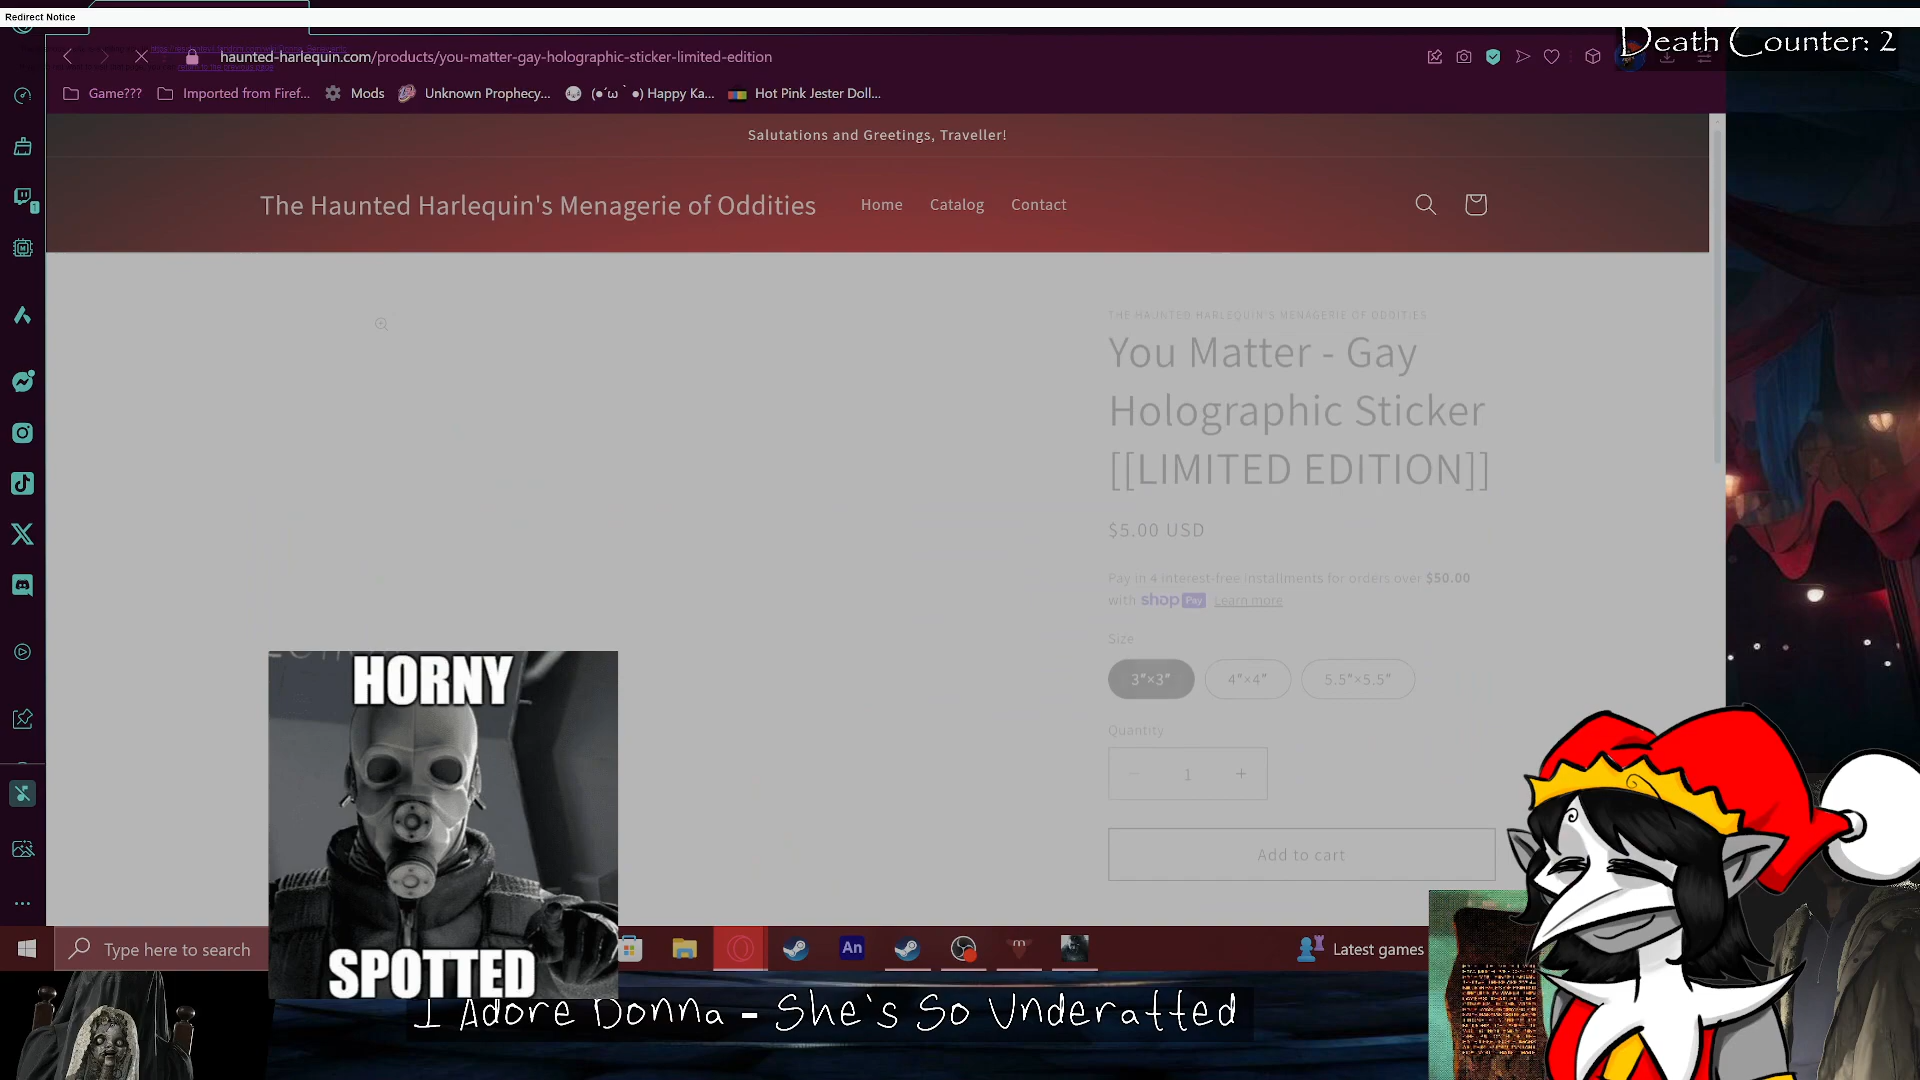 Redirect Notice
Death Counter: 2
haunted-harlequin.com/products/you-matter-gay-holographic-sticker-limited-edition
Game???
Imported from Firef...
Mods
Unknown Prophecy...
(●´ω｀●) Happy Ka...
Hot Pink Jester Doll...
Salutations and Greetings, Traveller!
The Haunted Harlequin's Menagerie of Oddities
Home
Catalog
Contact
THE HAUNTED HARLEQUIN'S MENAGERIE OF ODDITIES
You Matter - Gay
Holographic Sticker
[[LIMITED EDITION]]
$5.00 USD
Pay in 4 interest-free installments for orders over $50.00
with shop Pay Learn more
Size
3"×3"
4"×4"
5.5"×5.5"
Quantity
1
Add to cart
HORNY
SPOTTED
Type here to search
An
Latest games
I Adore Donna - She's So Underatted